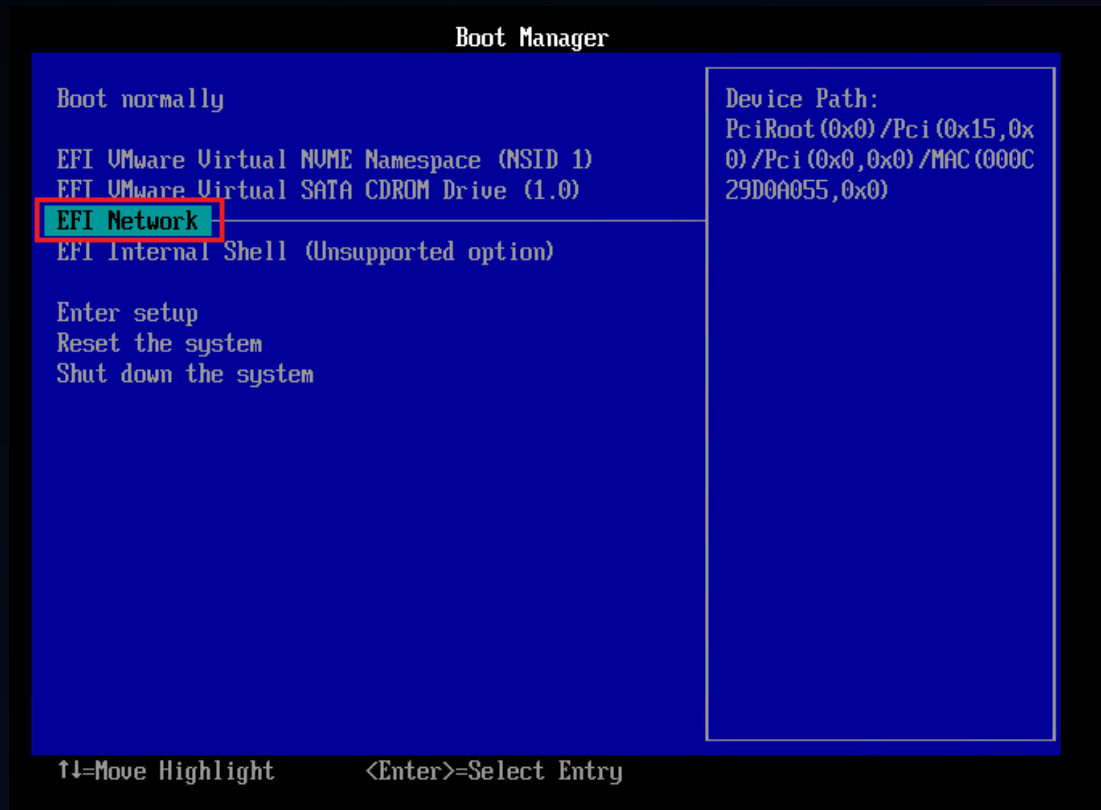 Boot Manager
Boot normally
EFI VMware Virtual NVME Namespace (NSID 1)
EFI VMware Virtual SATA CDROM Drive (1.0)
EFI Network
EFI Internal Shell (Unsupported option)
Enter setup
Reset the system
Shut down the system
Device Path:
PciRoot(0x0)/Pci(0x15,0x
0)/Pci(0x0,0x0)/MAC(000C
29D0A055,0x0)
↑↓=Move Highlight <Enter>=Select Entry